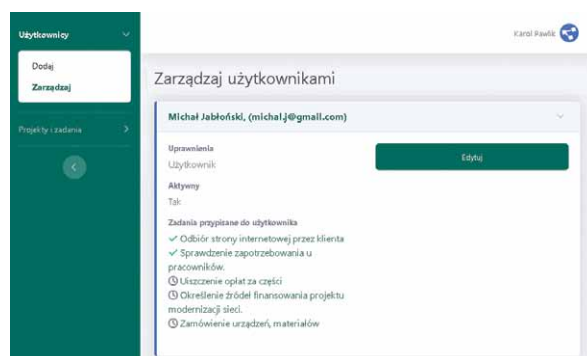 Użytkownicy
Karol Pawlik
Dodaj
Zarządzaj
Zarządzaj użytkownikami
Projekty i zadania
Michał Jabłoński, (michal.j@gmail.com)
Uprawnienia
Użytkownik
Edytuj
Aktywny
Tak
Zadania przypisane do użytkownika
Odbiór strony internetowej przez klienta
Sprawdzenie zapotrzebowania u
pracowników.
Uiszczenie opłat za części
Określenie źródeł finansowania projektu
modernizacji sieci.
Zamówienie urządzeń, materiałów